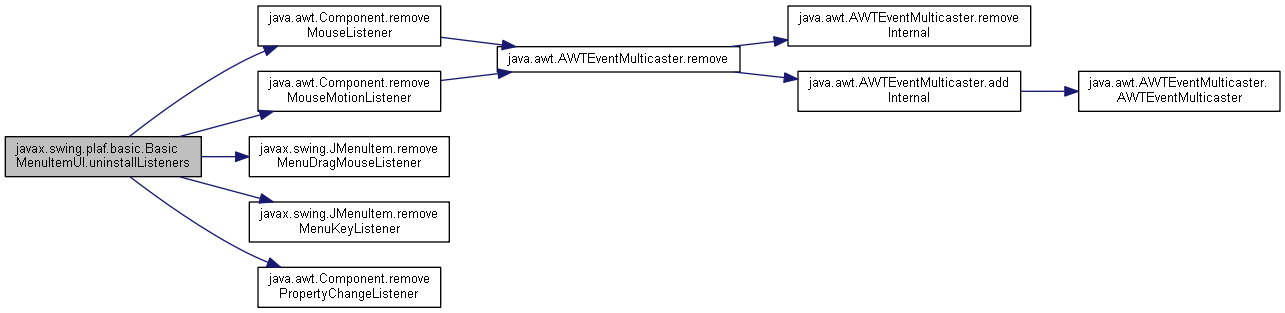 javax.swing.plaf.basic.Basic
MenuItemUI.uninstallListeners
java.awt.Component.remove
MouseListener
java.awt.Component.remove
MouseMotionListener
javax.swing.JMenuItem.remove
MenuDragMouseListener
javax.swing.JMenuItem.remove
MenuKeyListener
java.awt.Component.remove
PropertyChangeListener
java.awt.AWTEventMulticaster.remove
java.awt.AWTEventMulticaster.remove
Internal
java.awt.AWTEventMulticaster.add
Internal
java.awt.AWTEventMulticaster.
AWTEventMulticaster